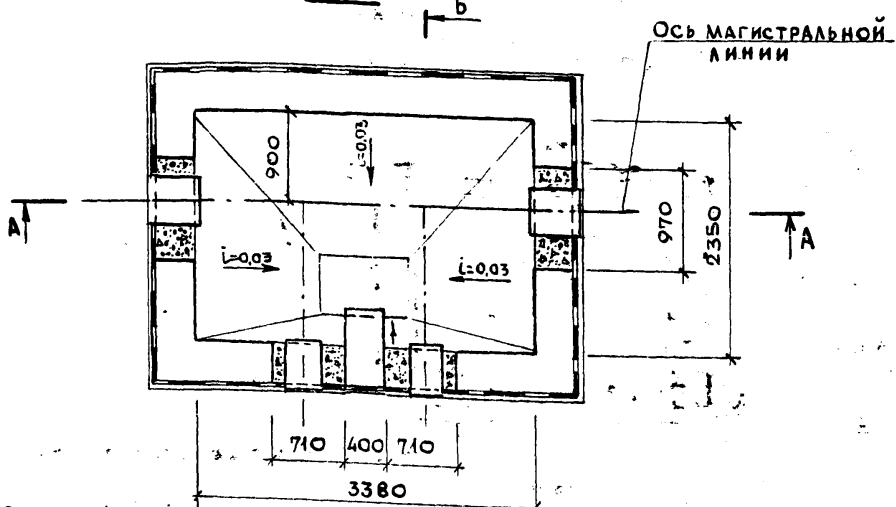 Б
Ось магистральной
линии
900
i=0,03
А
970
2350
А
i=0,03
i=0,03
710 400 710
3380